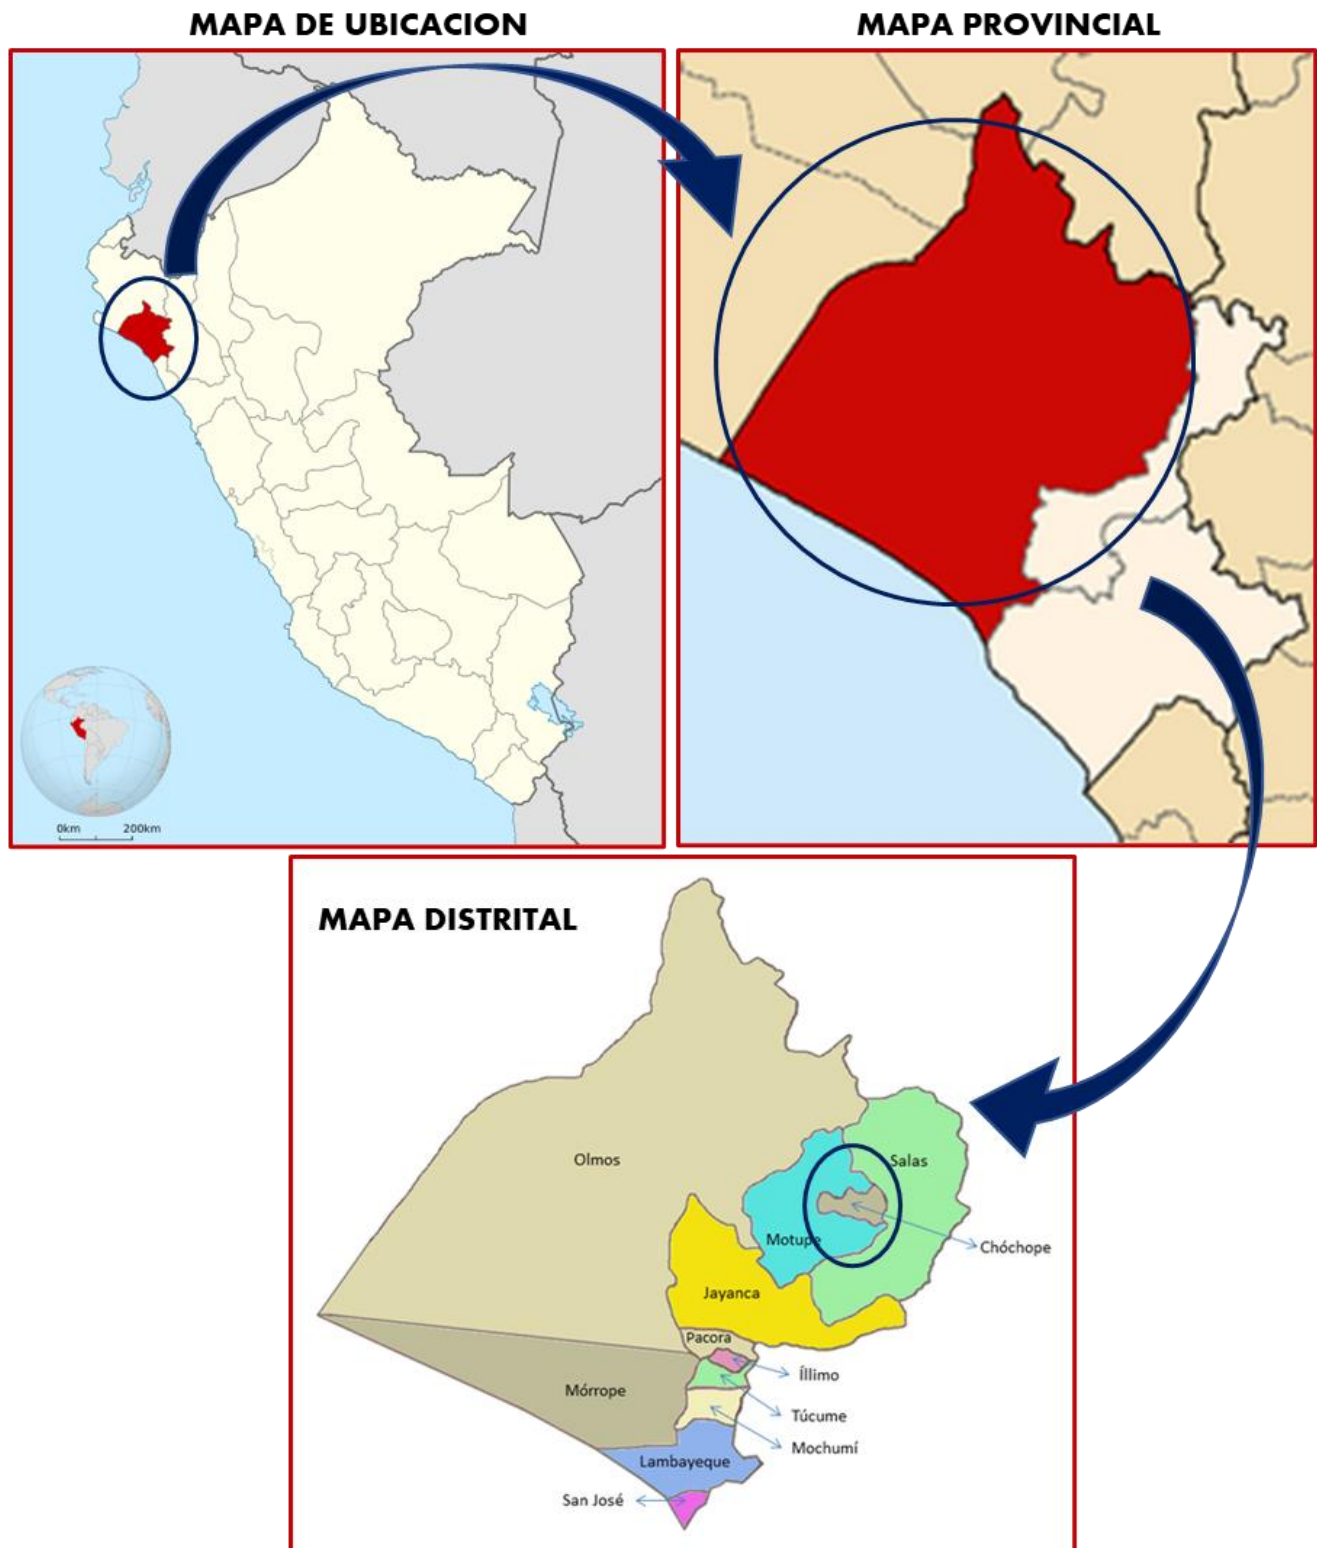 MAPA DE UBICACION
MAPA PROVINCIAL
0km 200km
MAPA DISTRITAL
Olmos
Salas
Motupe
Chóchope
Jayanca
Pacora
Íllimo
Mórrope
Túcume
Mochumí
Lambayeque
San José